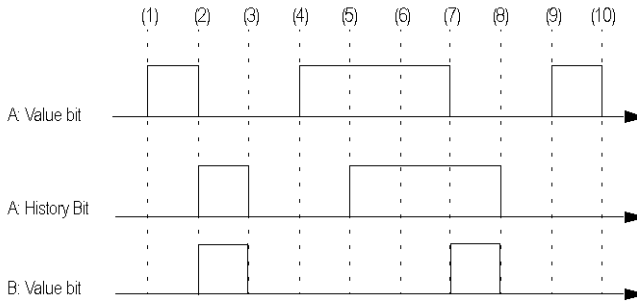 (1) (2) (3) (4) (5) (6) (7) (8) (9) (10)
A: Value bit
A: History Bit
B: Value bit